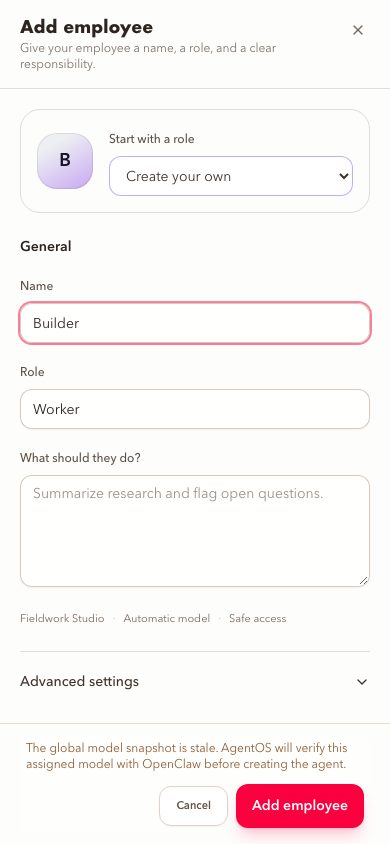 Add employee
Give your employee a name, a role, and a clear
responsibility.
B
Start with a role
Create your own
General
Name
Builder
Role
Worker
What should they do?
Summarize research and flag open questions.
Fieldwork Studio · Automatic model · Safe access
Advanced settings
The global model snapshot is stale. AgentOS will verify this
assigned model with OpenClaw before creating the agent.
Cancel
Add employee